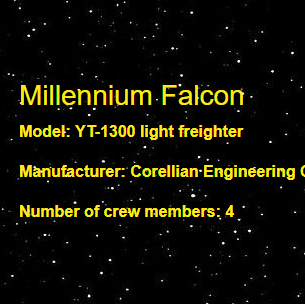 Millennium Falcon
Model: YT-1300 light freighter
Manufacturer: Corellian Engineering
Number of crew members: 4